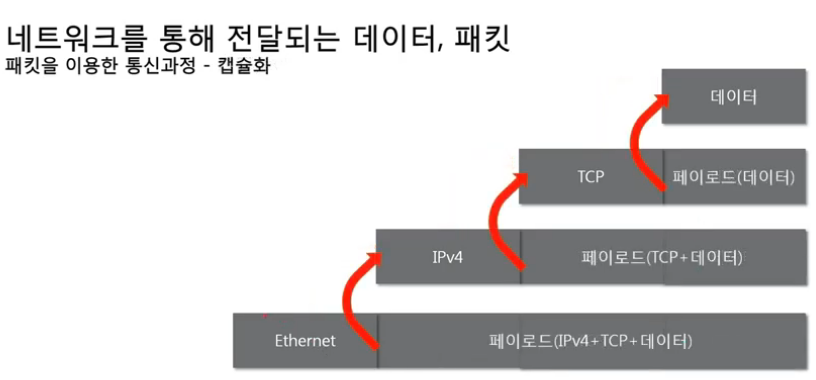 네트워크를 통해 전달되는 데이터, 패킷
패킷을 이용한 통신과정 - 캡슐화
데이터
TCP
페이로드(데이터)
IPv4
페이로드(TCP+데이터)
Ethernet
페이로드(IPv4+TCP+데이터)